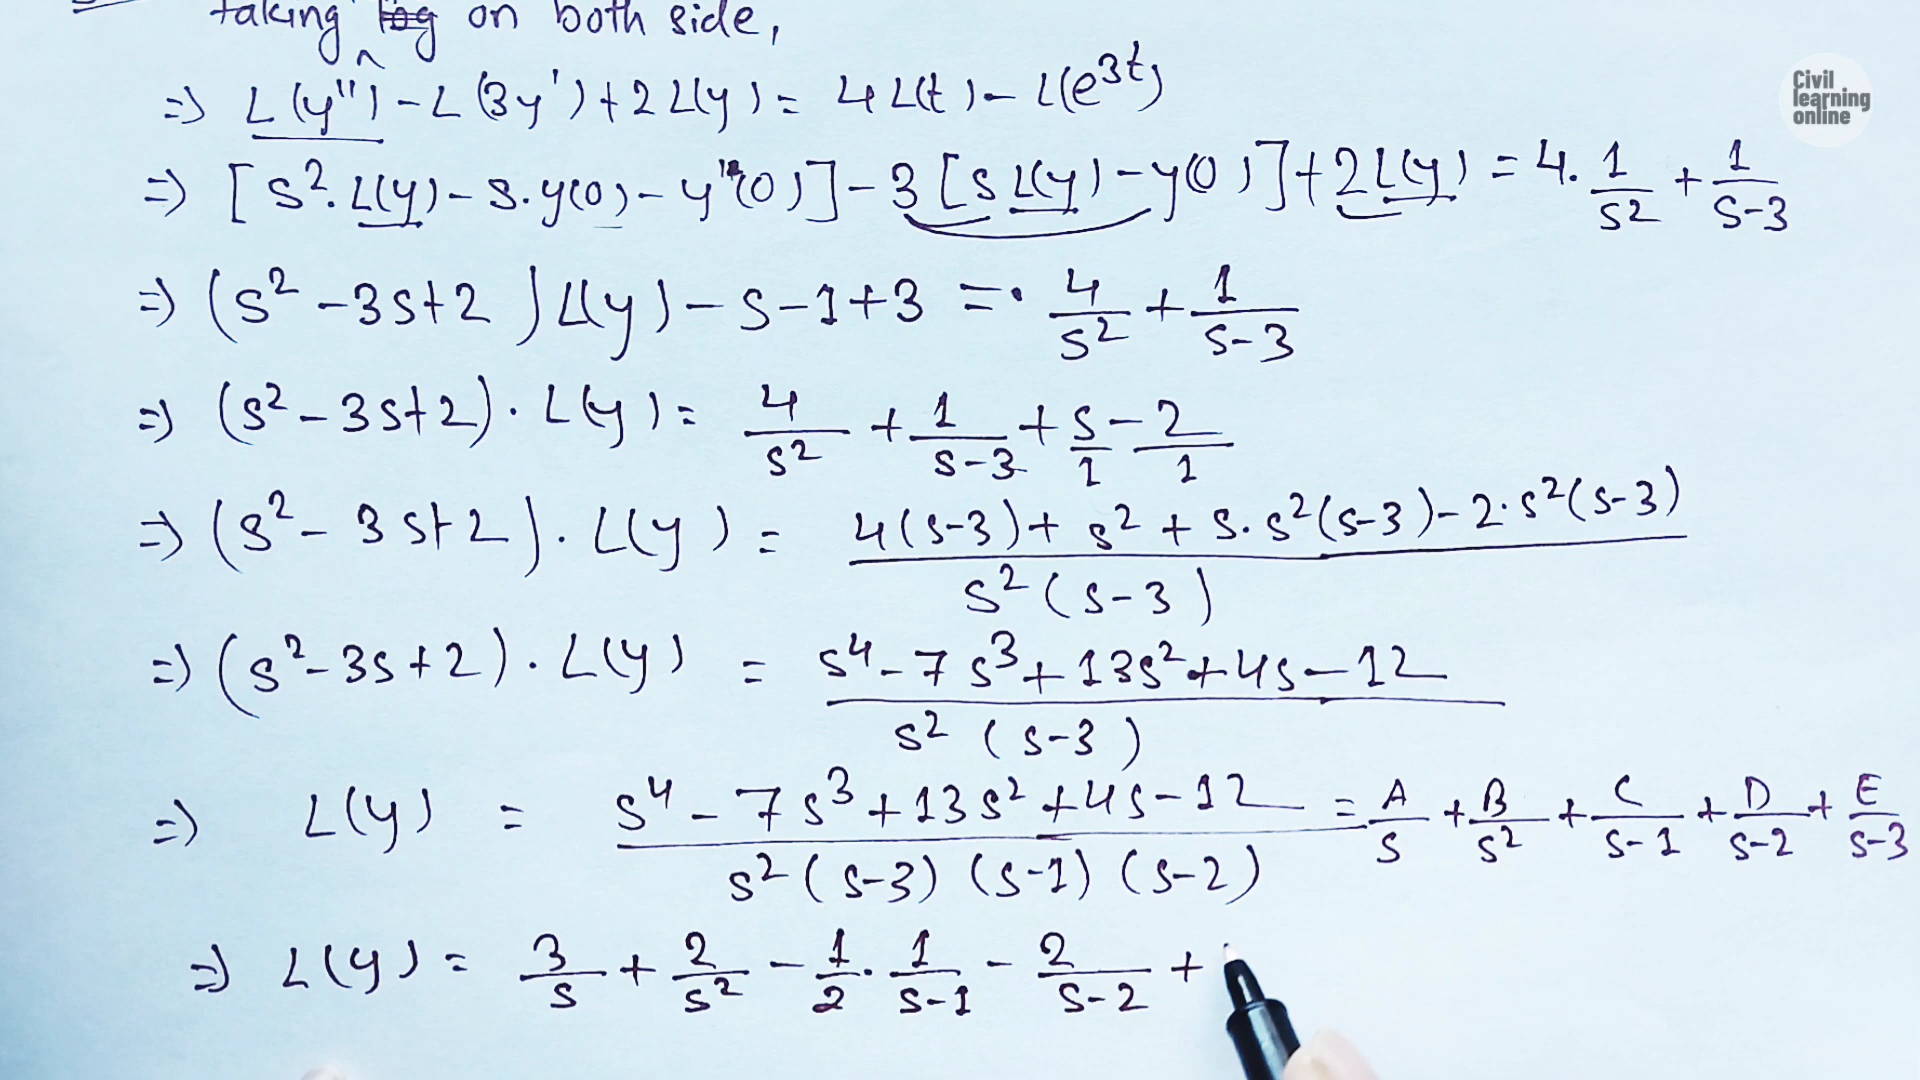 taking log on both side,
⇒ L(y'') - L(3y') + 2L(y) = 4L(t) - L(e^3t)
Civil
learning
online
⇒ [s². L(y) - s.y(0) - y'(0)] - 3[s L(y) - y(0)] + 2L(y) = 4. 1/s² + 1/(s-3)
⇒ (s² - 3s+2) L(y) - s - 1 + 3 = 4/s² + 1/(s-3)
⇒ (s² - 3s+2) · L(y) = 4/s² + 1/(s-3) + s/1 - 2/1
⇒ (s² - 3s+2) · L(y) = (4(s-3) + s² + s·s²(s-3) - 2·s²(s-3)) / (s²(s-3))
⇒ (s² - 3s+2) · L(y) = (s⁴ - 7s³ + 13s² + 4s - 12) / (s²(s-3))
⇒ L(y) = (s⁴ - 7s³ + 13s² + 4s - 12) / (s²(s-3)(s-1)(s-2)) = A/s + B/s² + C/(s-1) + D/(s-2) + E/(s-3)
⇒ L(y) = 3/s + 2/s² - 1/2 · 1/(s-1) - 2/(s-2) +